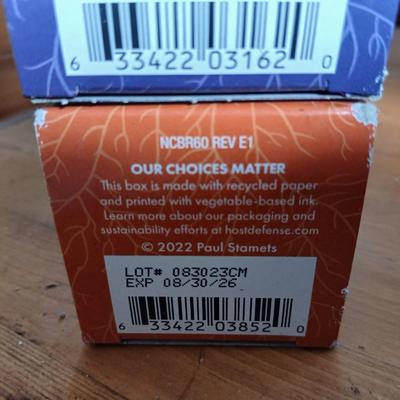 6 33422 03162 0
NCBR60 REV E1
OUR CHOICES MATTER
This box is made with recycled paper
and printed with vegetable-based ink.
Learn more about our packaging and
sustainability efforts at hostdefense.com
© 2022 Paul Stamets
LOT# 083023CM
EXP 08/30/26
6 33422 03852 0